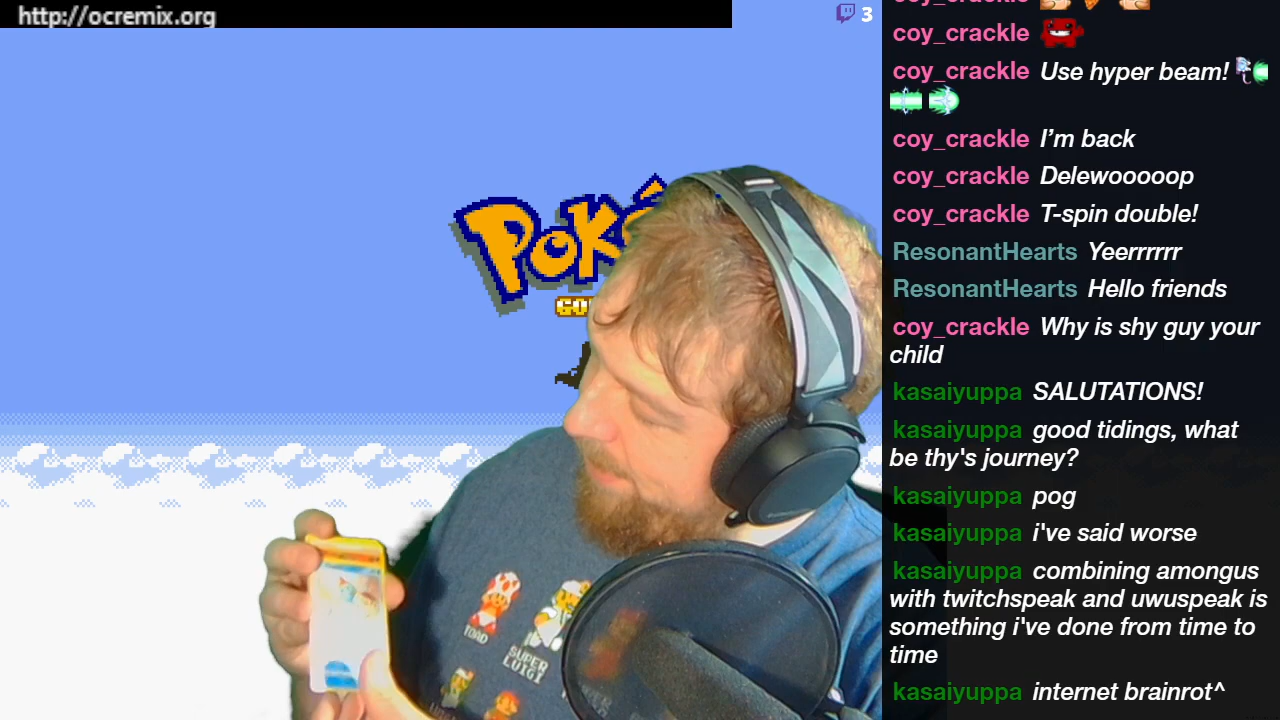 http://ocremix.org
3
coy_crackle
coy_crackle
coy_crackle Use hyper beam!
coy_crackle I’m back
coy_crackle Delewooooop
coy_crackle T-spin double!
ResonantHearts Yeerrrrrr
ResonantHearts Hello friends
coy_crackle Why is shy guy your
child
kasaiyuppa SALUTATIONS!
kasaiyuppa good tidings, what
be thy's journey?
kasaiyuppa pog
kasaiyuppa i've said worse
kasaiyuppa combining amongus
with twitchspeak and uwuspeak is
something i've done from time to
time
kasaiyuppa internet brainrot^
POKÉ
GO
TOAD
SUPER
LUIGI